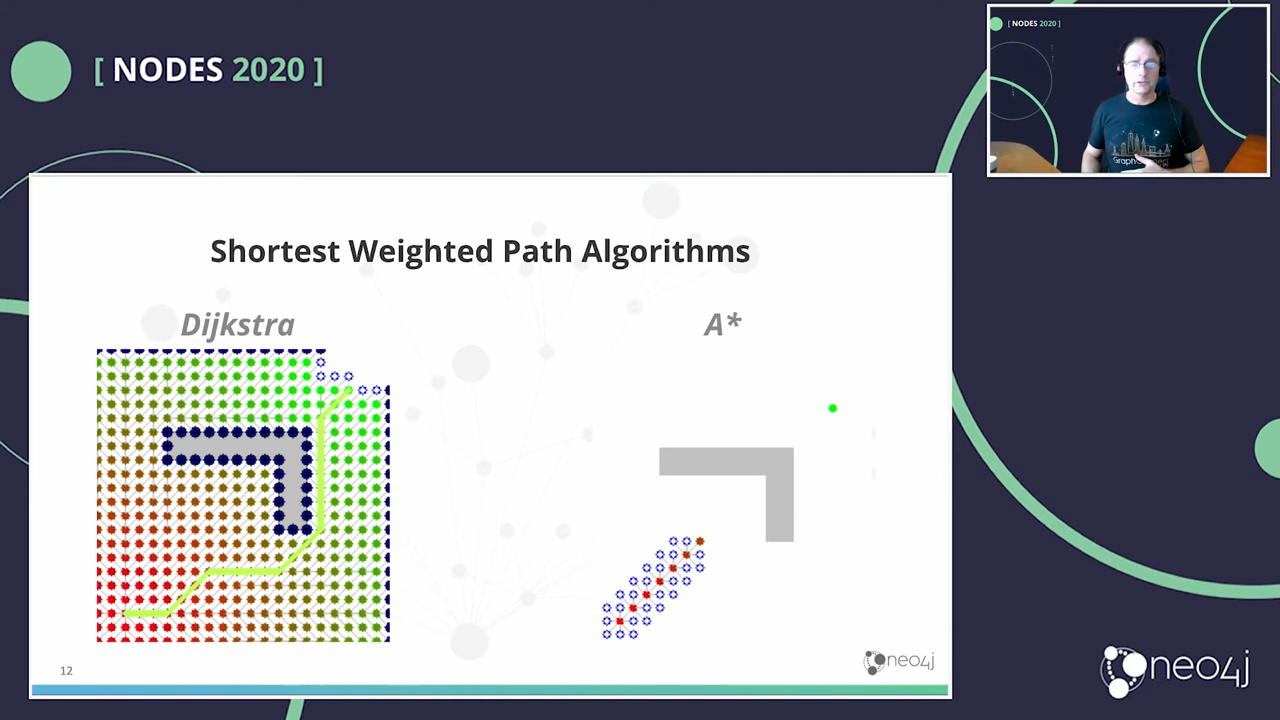 [ NODES 2020 ]
[ NODES 2020 ]
Shortest Weighted Path Algorithms
Dijkstra
A*
12
neo4j
neo4j